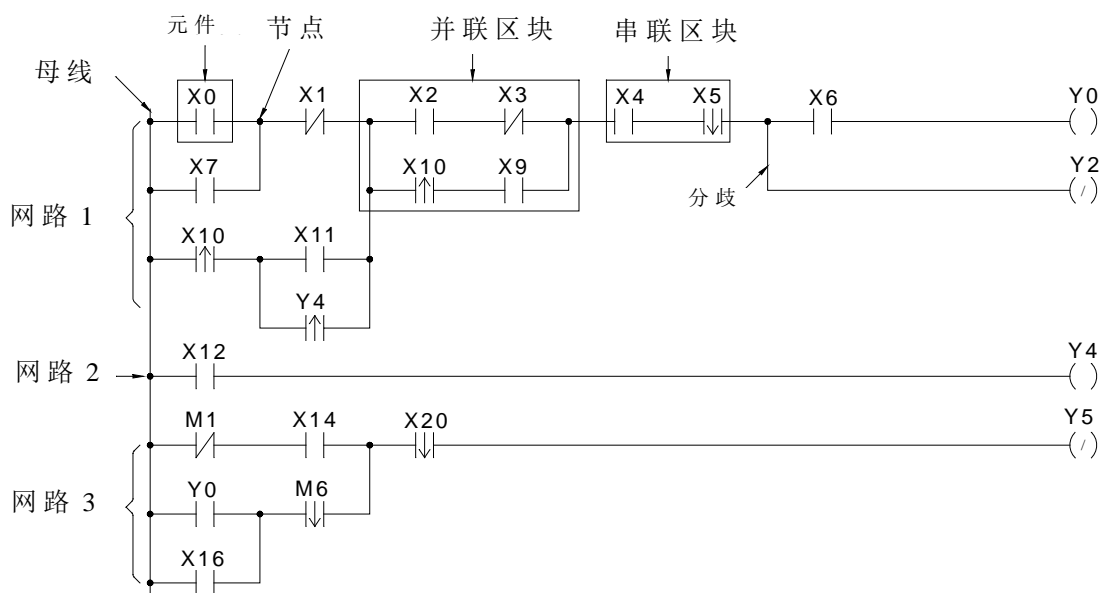 元件 节点 并联区块 串联区块
母线
X0 X1 X2 X3 X4 X5 X6 Y0
X7 X10 X9 Y2
分歧
网路 1
X10 X11
Y4
X12 Y4
网路 2
M1 X14 X20 Y5
网路 3
Y0 M6
X16